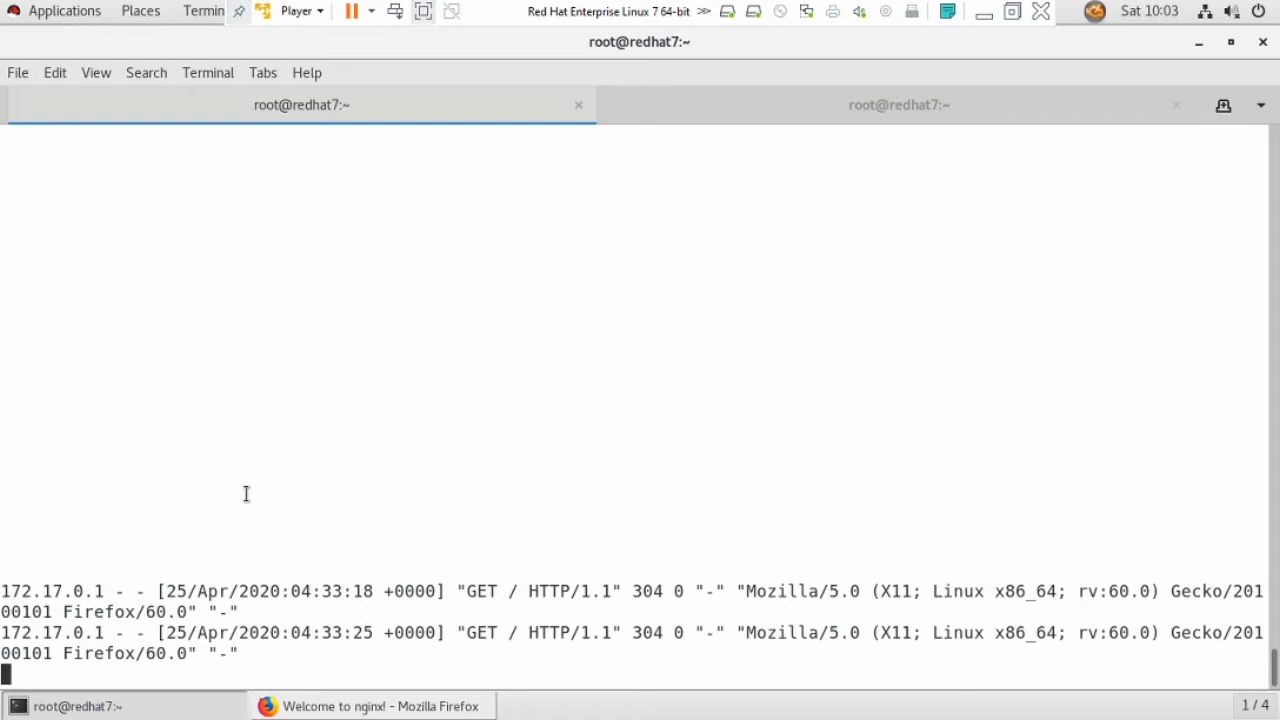 Applications Places Termin Player Red Hat Enterprise Linux 7 64-bit Sat 10:03
root@redhat7:~
File Edit View Search Terminal Tabs Help
root@redhat7:~ root@redhat7:~
172.17.0.1 - - [25/Apr/2020:04:33:18 +0000] "GET / HTTP/1.1" 304 0 "-" "Mozilla/5.0 (X11; Linux x86_64; rv:60.0) Gecko/201
00101 Firefox/60.0" "-"
172.17.0.1 - - [25/Apr/2020:04:33:25 +0000] "GET / HTTP/1.1" 304 0 "-" "Mozilla/5.0 (X11; Linux x86_64; rv:60.0) Gecko/201
00101 Firefox/60.0" "-"
root@redhat7:~ Welcome to nginx! - Mozilla Firefox 1 / 4